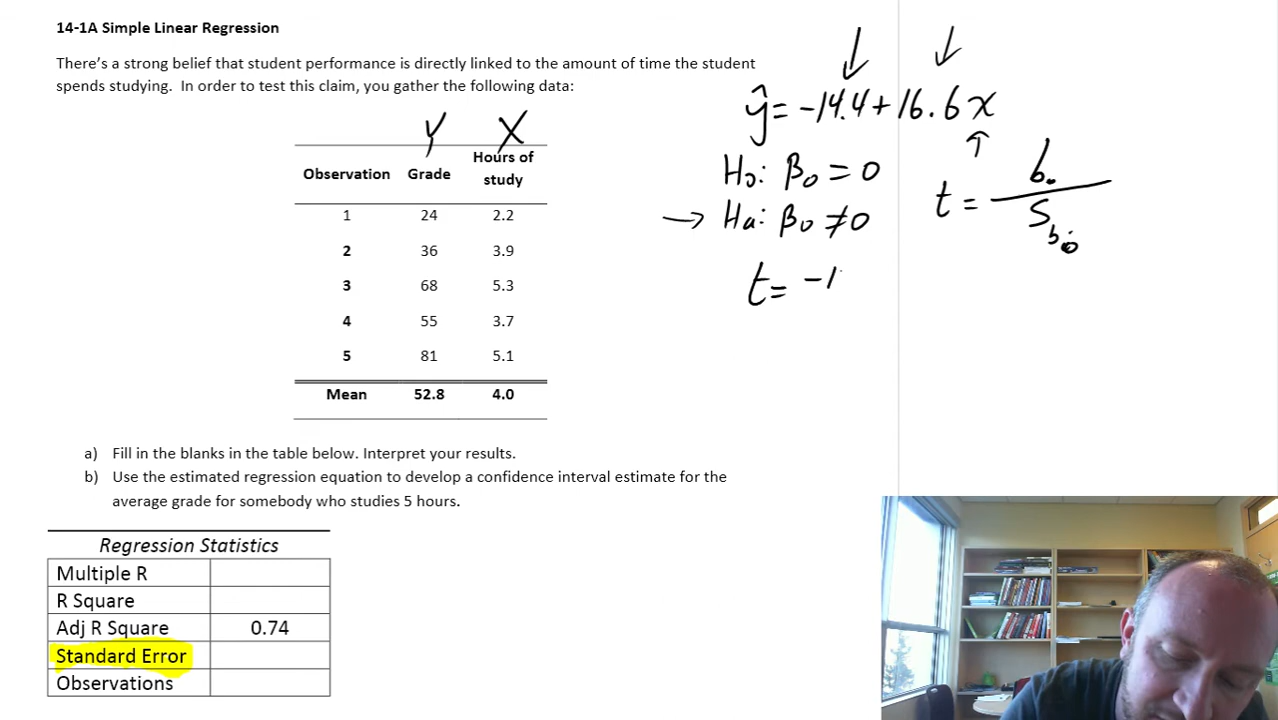 14-1A Simple Linear Regression
There's a strong belief that student performance is directly linked to the amount of time the student
spends studying. In order to test this claim, you gather the following data:
Y X
Observation Grade Hours of study
1 24 2.2
2 36 3.9
3 68 5.3
4 55 3.7
5 81 5.1
Mean 52.8 4.0
a) Fill in the blanks in the table below. Interpret your results.
b) Use the estimated regression equation to develop a confidence interval estimate for the
average grade for somebody who studies 5 hours.
Regression Statistics
Multiple R
R Square
Adj R Square 0.74
Standard Error
Observations
ŷ = -14.4 + 16.6x
H₀: β₀ = 0
→ Ha: β₀ ≠ 0
t = b₀ / S_b₀
t = -1